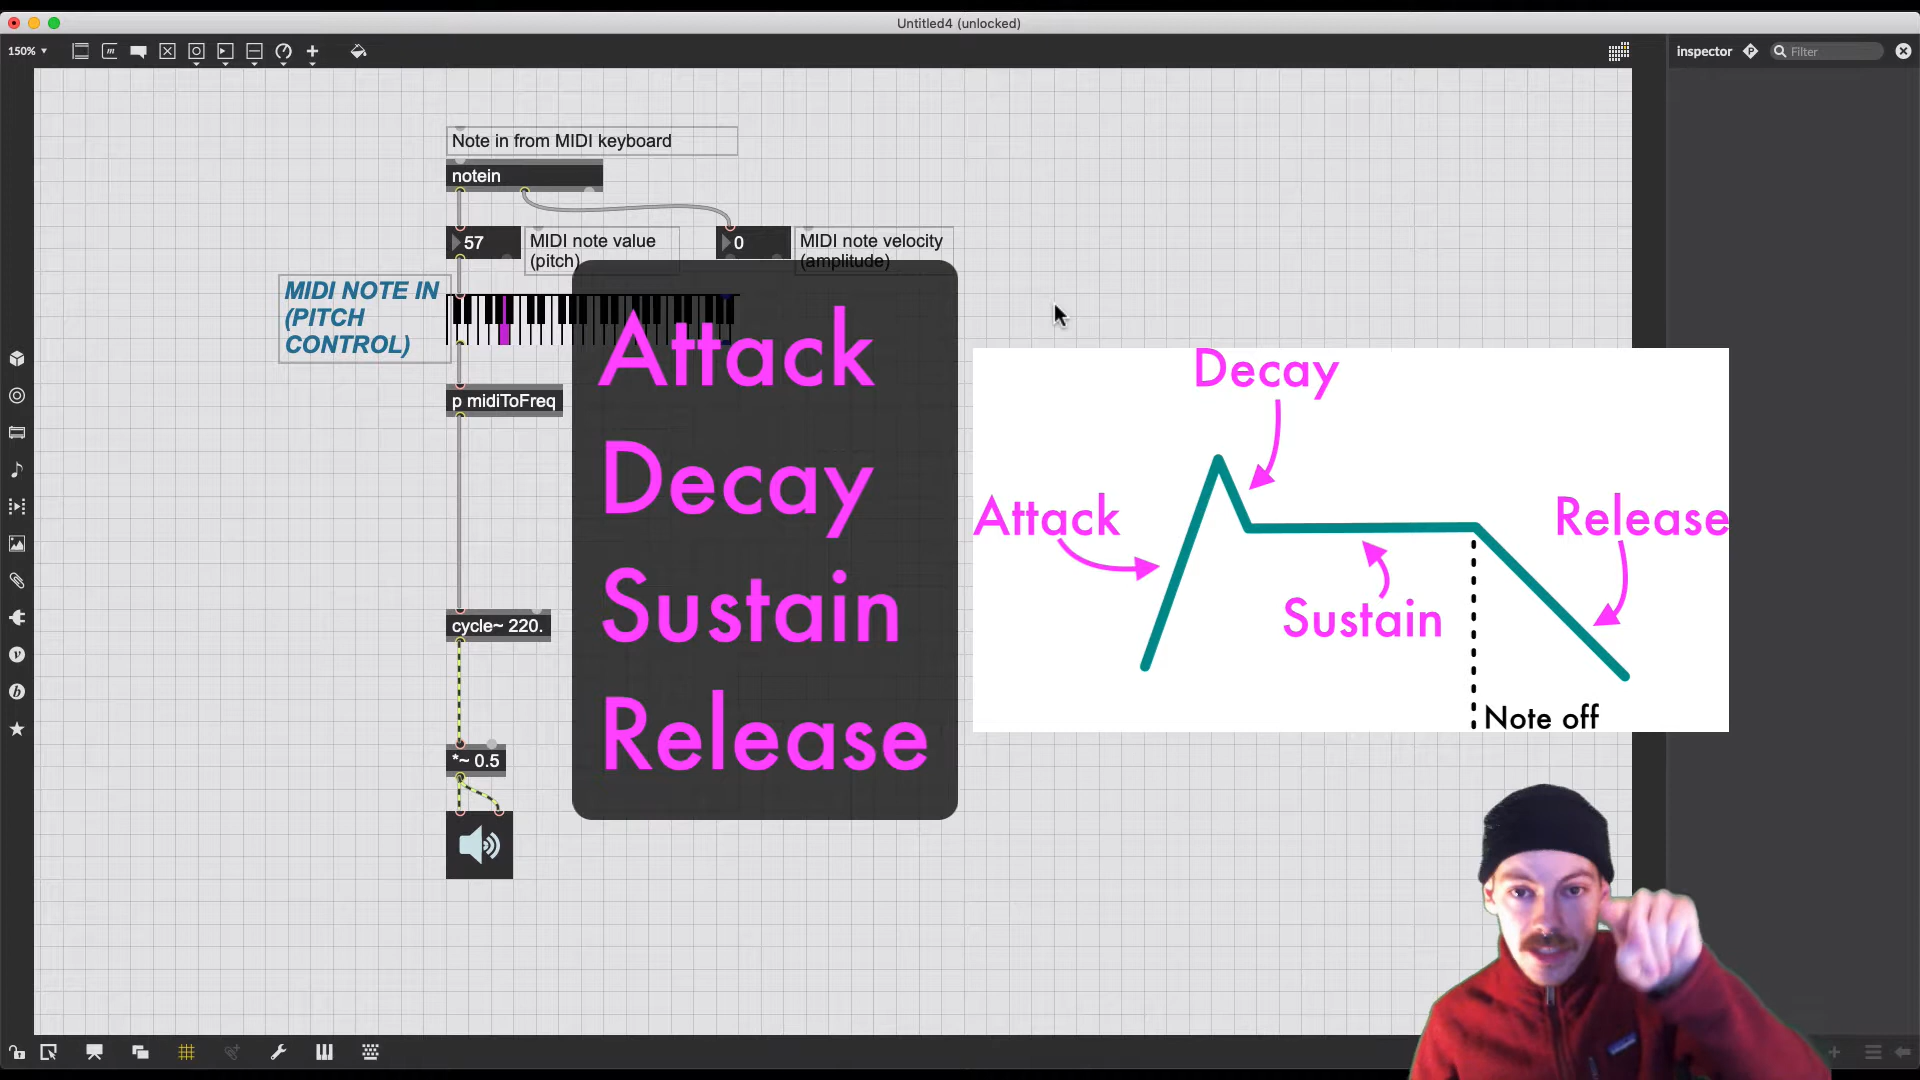 Untitled4 (unlocked)
150%
inspector
Filter
Note in from MIDI keyboard
notein
57
MIDI note value
(pitch)
0
MIDI note velocity
(amplitude)
MIDI NOTE IN
(PITCH
CONTROL)
p midiToFreq
cycle~ 220.
*~ 0.5
Attack
Decay
Sustain
Release
Decay
Attack
Release
Sustain
Note off